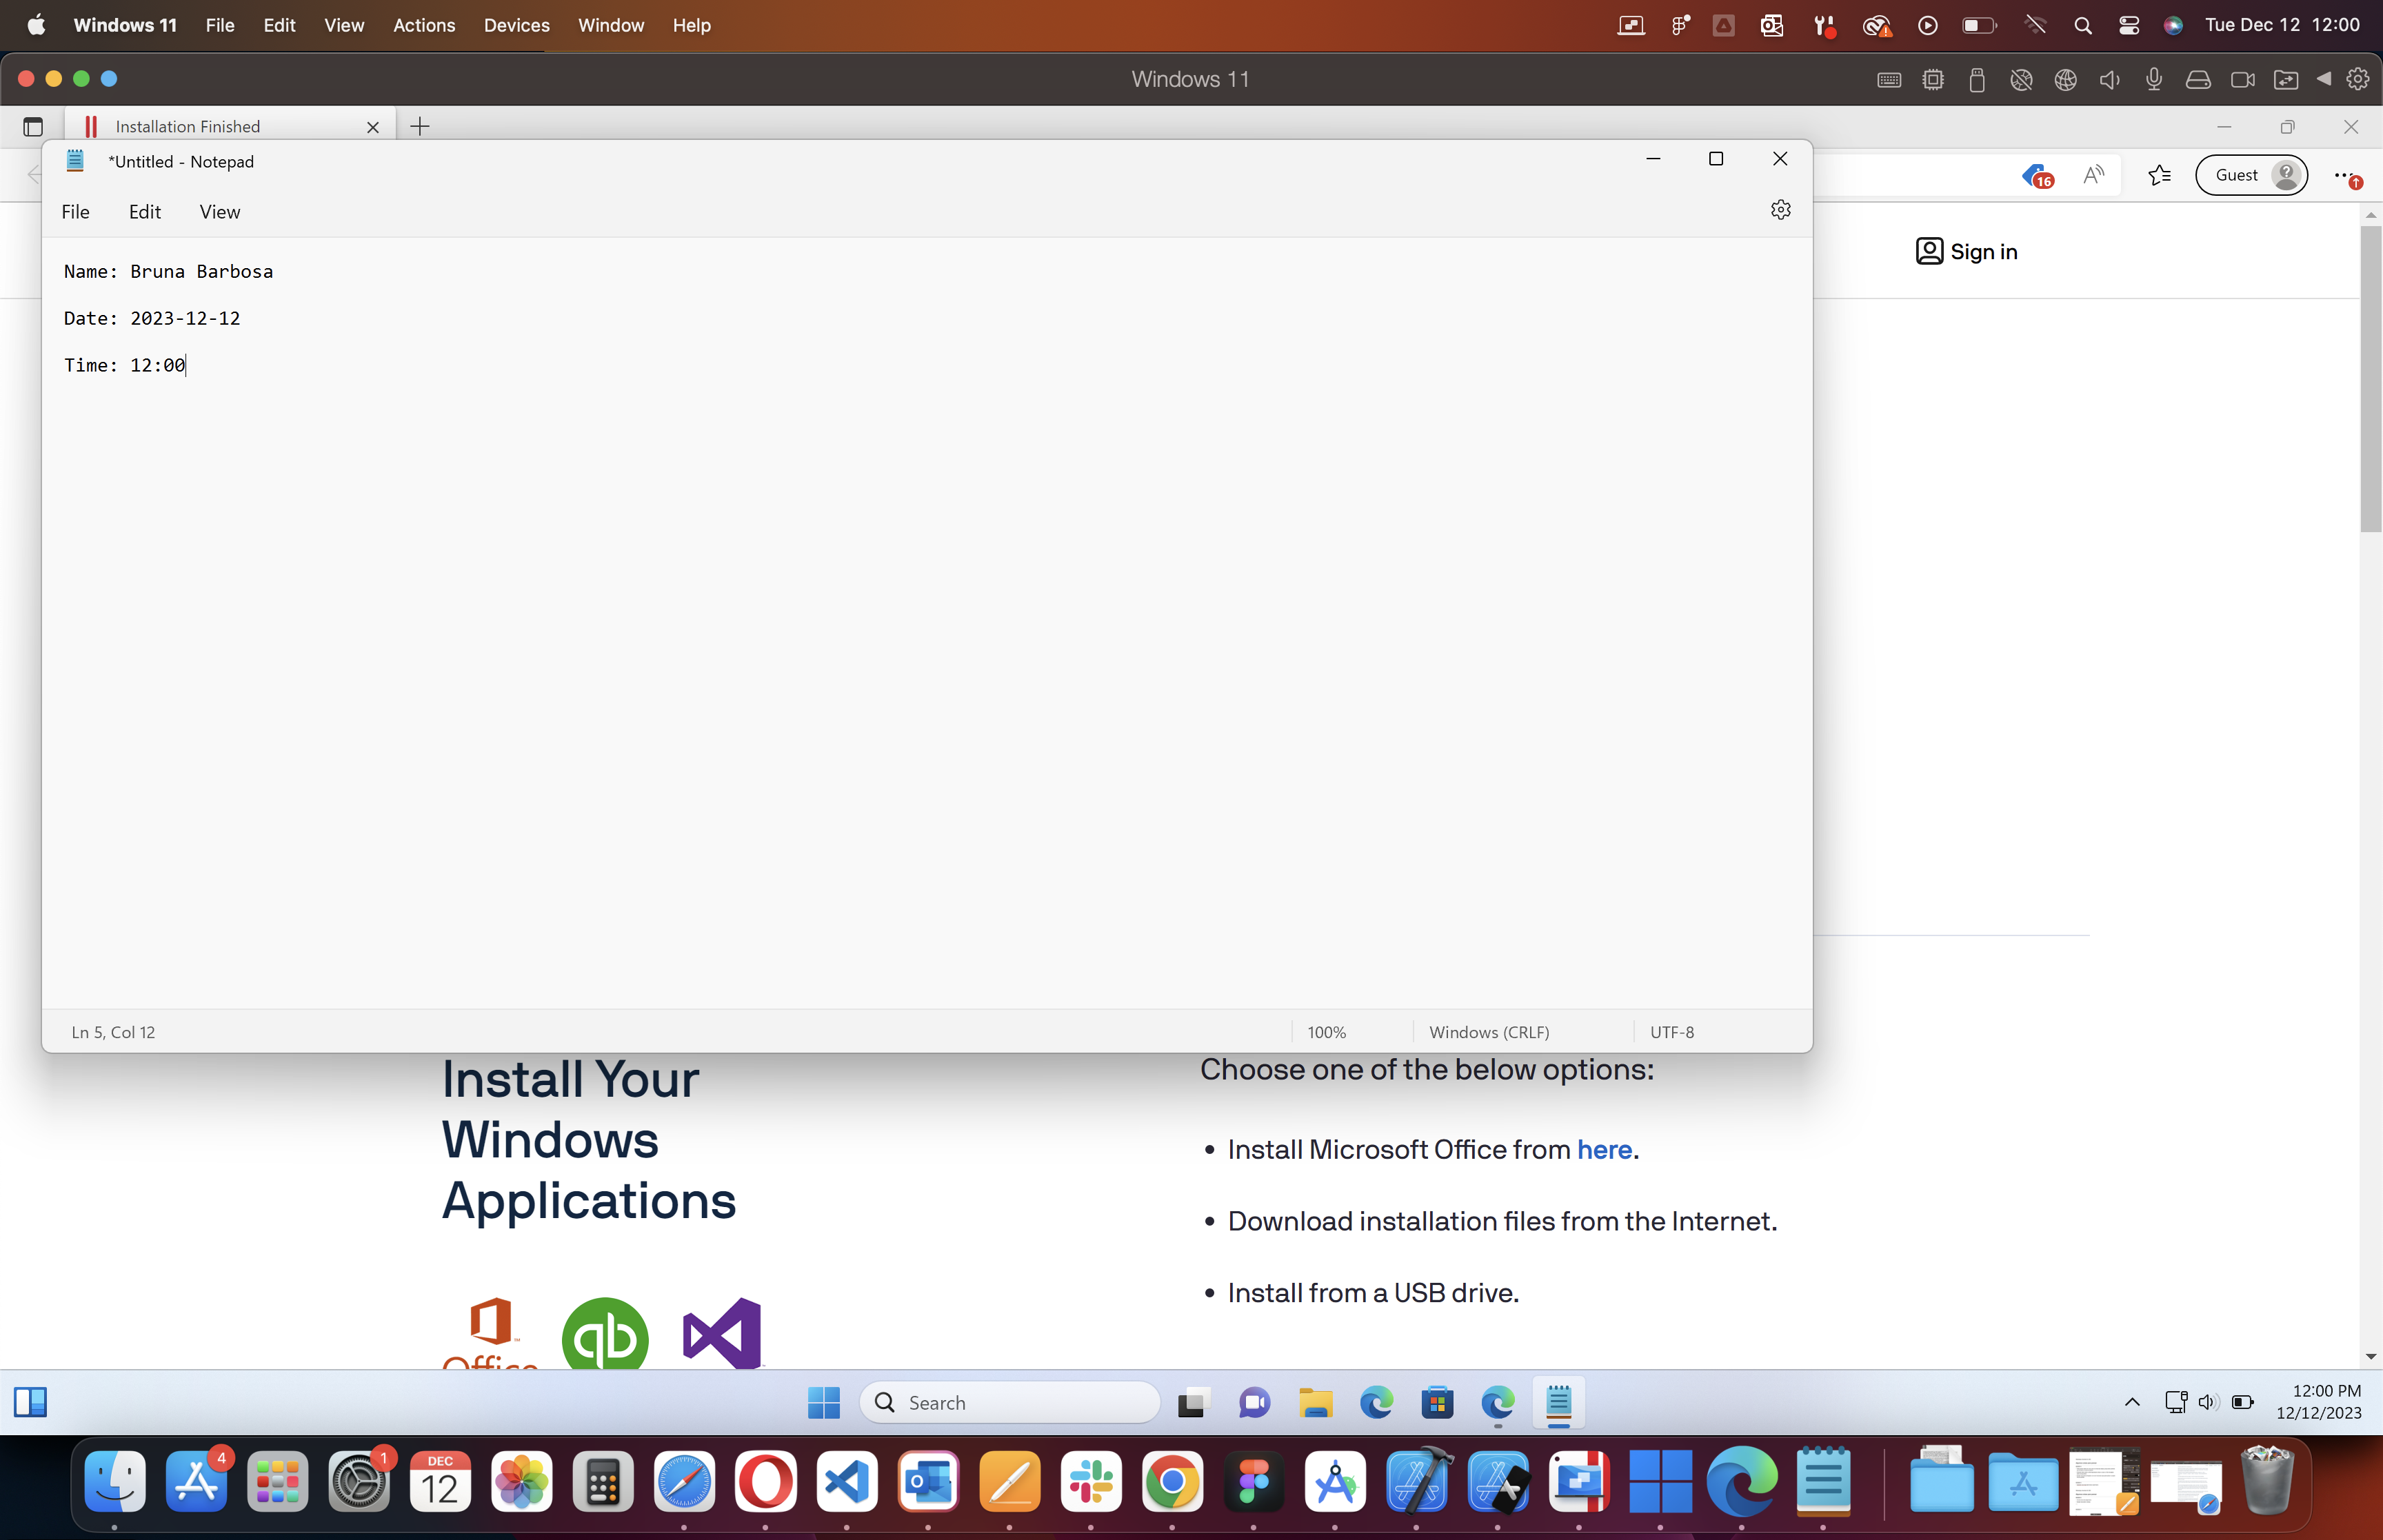 Windows 11 File Edit View Actions Devices Window Help Tue Dec 12 12:00
Windows 11
Installation Finished
*Untitled - Notepad
16
Guest
File Edit View
Sign in
Name: Bruna Barbosa
Date: 2023-12-12
Time: 12:00
Ln 5, Col 12 100% Windows (CRLF) UTF-8
Install Your
Windows
Applications
Choose one of the below options:
• Install Microsoft Office from here.
• Download installation files from the Internet.
• Install from a USB drive.
Office
qb
Search
12:00 PM
12/12/2023
4
1
DEC
12